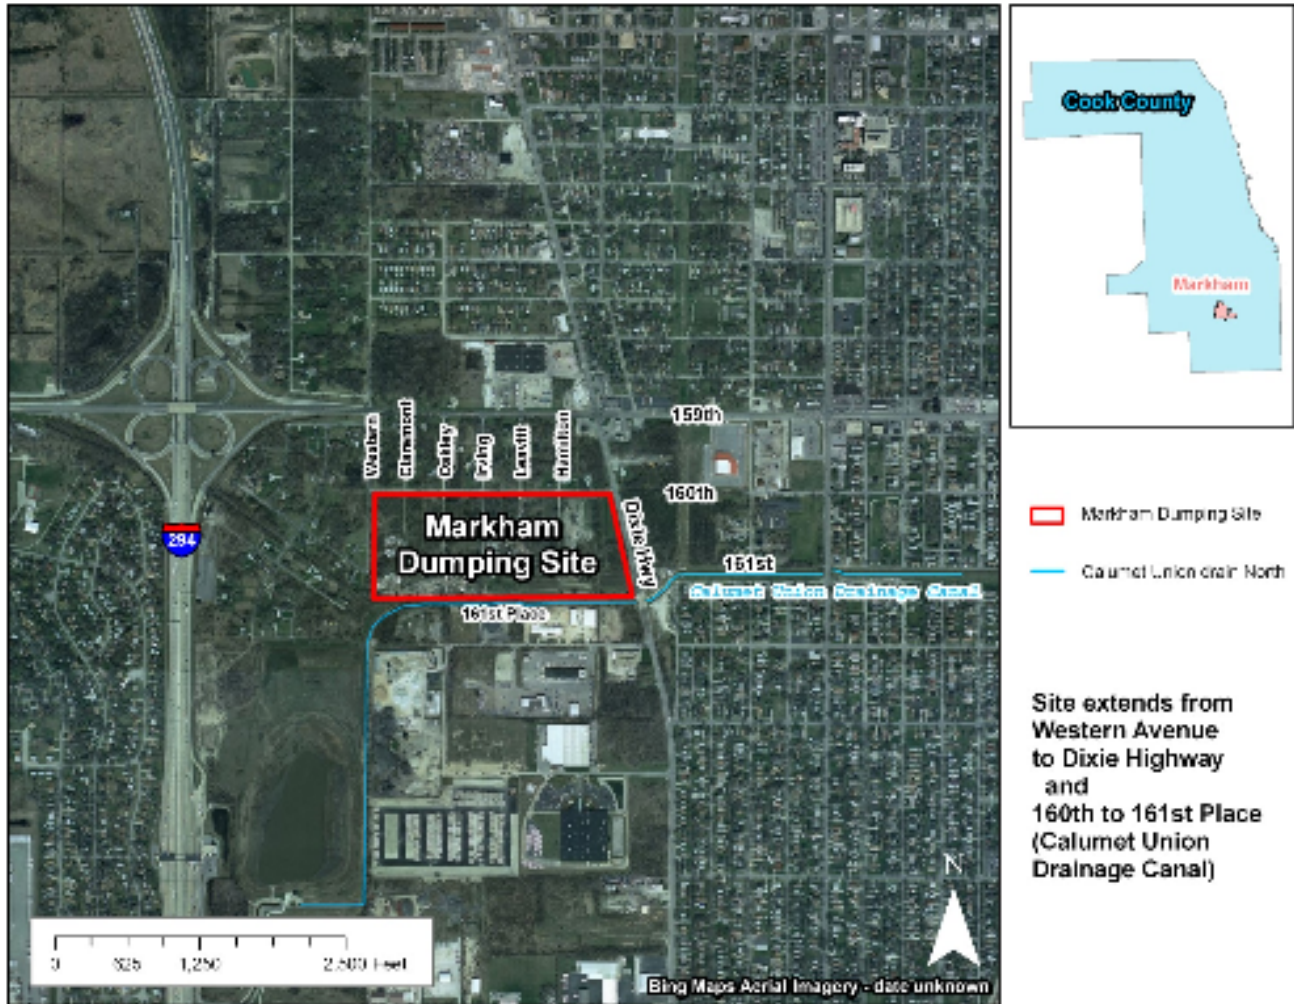 Cook County
Markham
159th
Western
Claremont
Oakley
Irving
Leavitt
Hamilton
160th
Dixie Hwy
Markham
Dumping Site
294
161st
Calumet Union Drainage Canal
161st Place
Markham Dumping Site
Calumet Union drain North
Site extends from
Western Avenue
to Dixie Highway
and
160th to 161st Place
(Calumet Union
Drainage Canal)
N
0 625 1,250 2,500 Feet
Bing Maps Aerial Imagery - date unknown